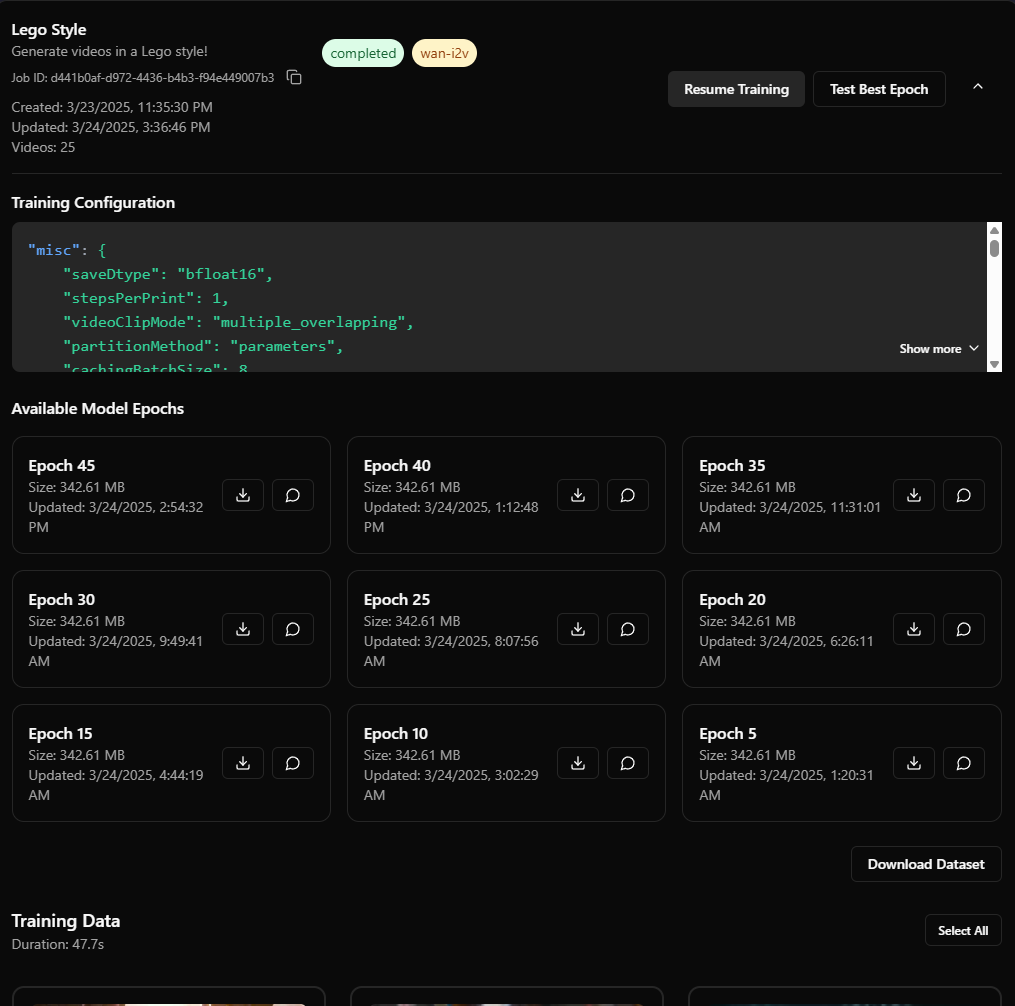 Lego Style
Generate videos in a Lego style!
Job ID: d441b0af-d972-4436-b4b3-f94e449007b3
Created: 3/23/2025, 11:35:30 PM
Updated: 3/24/2025, 3:36:46 PM
Videos: 25
completed
wan-i2v
Resume Training
Test Best Epoch
Training Configuration
"misc": {
"saveDtype": "bfloat16",
"stepsPerPrint": 1,
"videoClipMode": "multiple_overlapping",
"partitionMethod": "parameters",
"cachingBatchSize": 8
Show more
Available Model Epochs
Epoch 45
Size: 342.61 MB
Updated: 3/24/2025, 2:54:32
PM
Epoch 40
Size: 342.61 MB
Updated: 3/24/2025, 1:12:48
PM
Epoch 35
Size: 342.61 MB
Updated: 3/24/2025, 11:31:01
AM
Epoch 30
Size: 342.61 MB
Updated: 3/24/2025, 9:49:41
AM
Epoch 25
Size: 342.61 MB
Updated: 3/24/2025, 8:07:56
AM
Epoch 20
Size: 342.61 MB
Updated: 3/24/2025, 6:26:11
AM
Epoch 15
Size: 342.61 MB
Updated: 3/24/2025, 4:44:19
AM
Epoch 10
Size: 342.61 MB
Updated: 3/24/2025, 3:02:29
AM
Epoch 5
Size: 342.61 MB
Updated: 3/24/2025, 1:20:31
AM
Download Dataset
Training Data
Duration: 47.7s
Select All